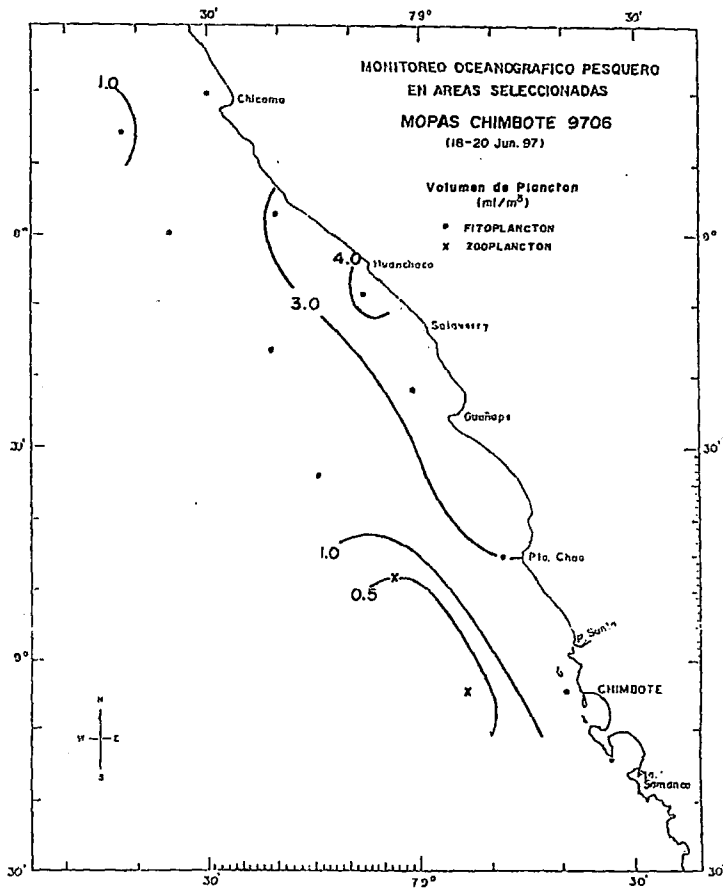 30'
79°
30'
MONITOREO OCEANOGRAFICO PESQUERO
EN AREAS SELECCIONADAS
MOPAS CHIMBOTE 9706
(18-20 Jun. 97)
1.0
Chicama
Volumen de Plancton
(ml/m³)
• FITOPLANCTON
x ZOOPLANCTON
8°
8°
4.0
Huanchaco
3.0
Salaverry
Guañape
30'
30'
1.0
Pta. Chao
0.5
P. Santa
9°
9°
CHIMBOTE
N
W
E
S
Samanco
30'
30'
30'
79°
30'